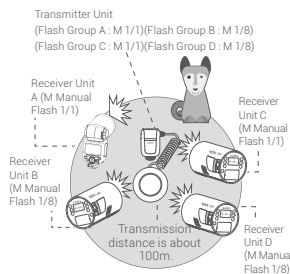 Transmitter Unit
(Flash Group A : M 1/1)(Flash Group B : M 1/8)
(Flash Group C : M 1/1)(Flash Group D : M 1/8)
Receiver Unit
A (M Manual
Flash 1/1)
Receiver
Unit C
(M Manual
Flash 1/1)
Receiver
Unit B
(M Manual
Flash 1/8)
Transmission
distance is about
100m.
Receiver
Unit D
(M Manua
Flash 1/8)